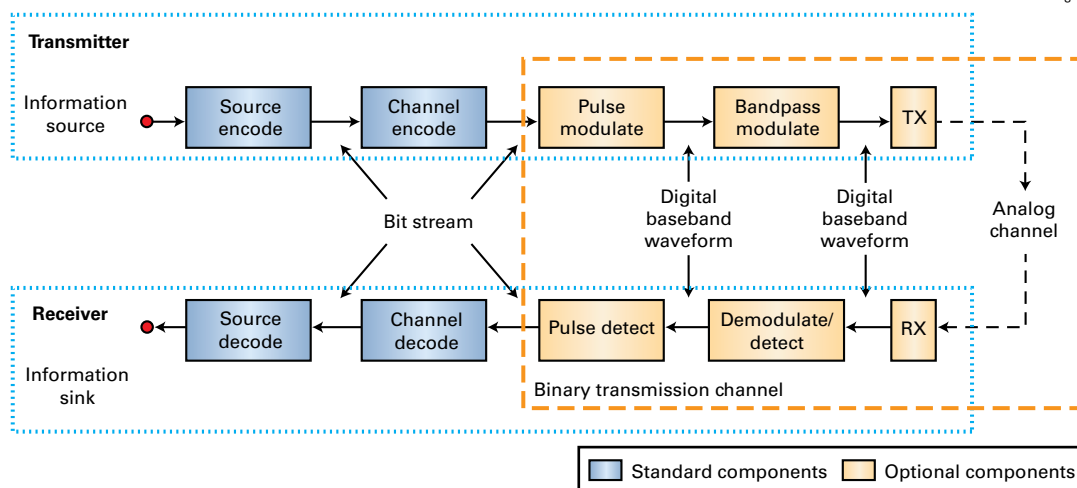 Transmitter
Information
source
Source
encode
Channel
encode
Pulse
modulate
Bandpass
modulate
TX
Bit stream
Digital
baseband
waveform
Digital
baseband
waveform
Analog
channel
Receiver
Information
sink
Source
decode
Channel
decode
Pulse detect
Demodulate/
detect
RX
Binary transmission channel
Standard components
Optional components